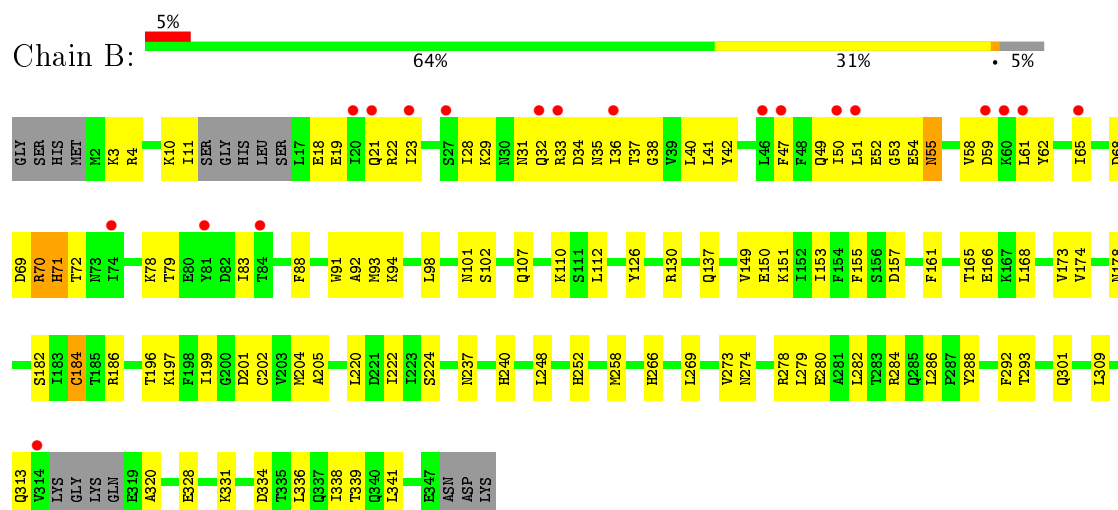 5%
Chain B:
64% 31% • 5%
GLY SER HIS MET M2 K3 R4 K10 I11 SER GLY HIS LEU SER L17 E18 E19 I20 Q21 R22 I23 S27 I28 K29 N30 N31 Q32 R33 D34 N35 I36 T37 G38 V39 L40 L41 Y42 L46 F47 F48 Q49 I50 L51 E52 G53 E54 N55 V58 D59 K60 L61 Y62 I65 D68
D69 R70 H71 T72 N73 I74 K78 T79 E80 Y81 D82 I83 T84 F88 W91 A92 M93 K94 L98 N101 S102 Q107 K110 S111 L112 Y126 R130 Q137 V149 E150 K151 I152 I153 F154 F155 S156 D157 F161 T165 E166 K167 L168 V173 V174 N178
S182 I183 C184 T185 R186 T196 K197 F198 I199 G200 D201 C202 V203 M204 A205 L220 D221 I222 I223 S224 N237 H240 L248 H252 M258 H266 L269 V273 N274 R278 L279 E280 A281 L282 T283 R284 Q285 L286 P287 Y288 F292 T293 Q301 L309
Q313 V314 LYS GLY LYS GLN E319 A320 E328 K331 D334 T335 L336 Q337 I338 T339 Q340 L341 E347 ASN ASP LYS